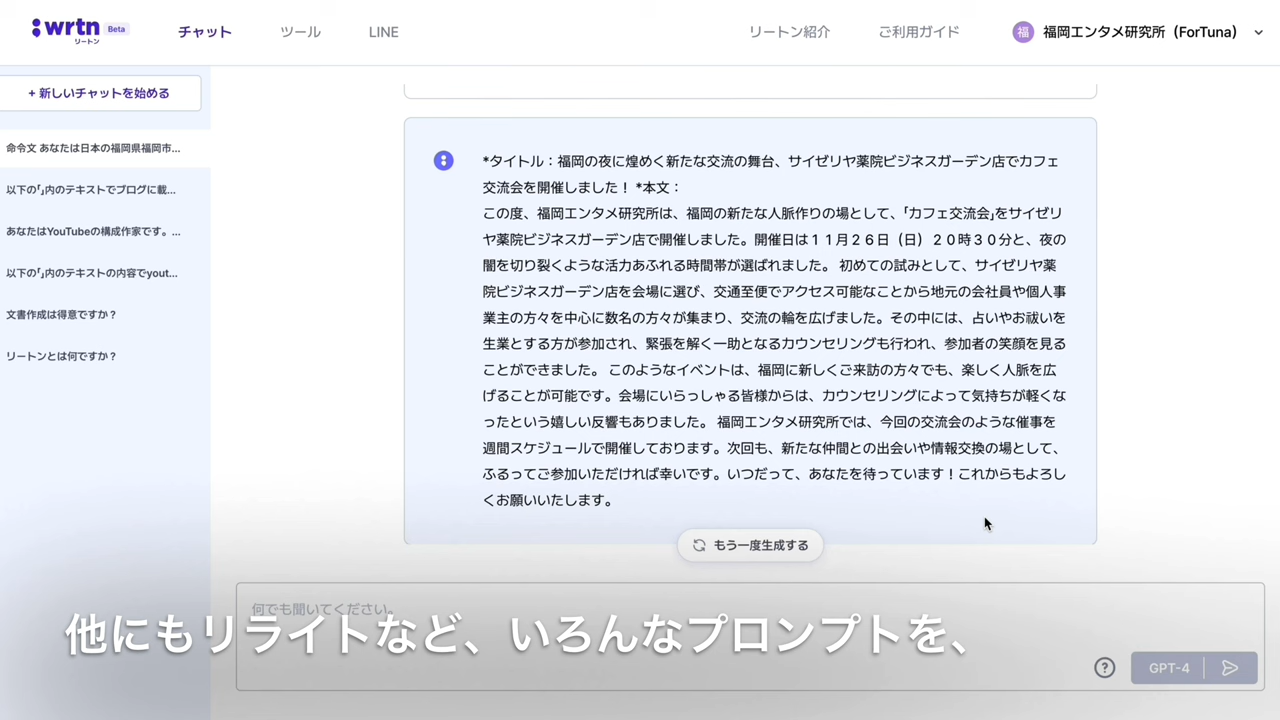 wrtn Beta
リートン
チャット
ツール
LINE
リートン紹介
ご利用ガイド
福 福岡エンタメ研究所（ForTuna）
+ 新しいチャットを始める
命令文 あなたは日本の福岡県福岡市...
以下の「」内のテキストでブログに載...
あなたはYouTubeの構成作家です。...
以下の「」内のテキストの内容でyout...
文書作成は得意ですか？
リートンとは何ですか？
*タイトル：福岡の夜に煌めく新たな交流の舞台、サイゼリヤ薬院ビジネスガーデン店でカフェ
交流会を開催しました！ *本文：
この度、福岡エンタメ研究所は、福岡の新たな人脈作りの場として、「カフェ交流会」をサイゼリ
ヤ薬院ビジネスガーデン店で開催しました。開催日は１１月２６日（日）２０時３０分と、夜の
闇を切り裂くような活力あふれる時間帯が選ばれました。 初めての試みとして、サイゼリヤ薬
院ビジネスガーデン店を会場に選び、交通至便でアクセス可能なことから地元の会社員や個人事
業主の方々を中心に数名の方々が集まり、交流の輪を広げました。その中には、占いやお祓いを
生業とする方が参加され、緊張を解く一助となるカウンセリングも行われ、参加者の笑顔を見る
ことができました。 このようなイベントは、福岡に新しくご来訪の方々でも、楽しく人脈を広
げることが可能です。会場にいらっしゃる皆様からは、カウンセリングによって気持ちが軽くな
ったという嬉しい反響もありました。 福岡エンタメ研究所では、今回の交流会のような催事を
週間スケジュールで開催しております。次回も、新たな仲間との出会いや情報交換の場として、
ふるってご参加いただければ幸いです。いつだって、あなたを待っています！これからもよろし
くお願いいたします。
もう一度生成する
何でも聞いてください。
他にもリライトなど、いろんなプロンプトを、
?
GPT-4